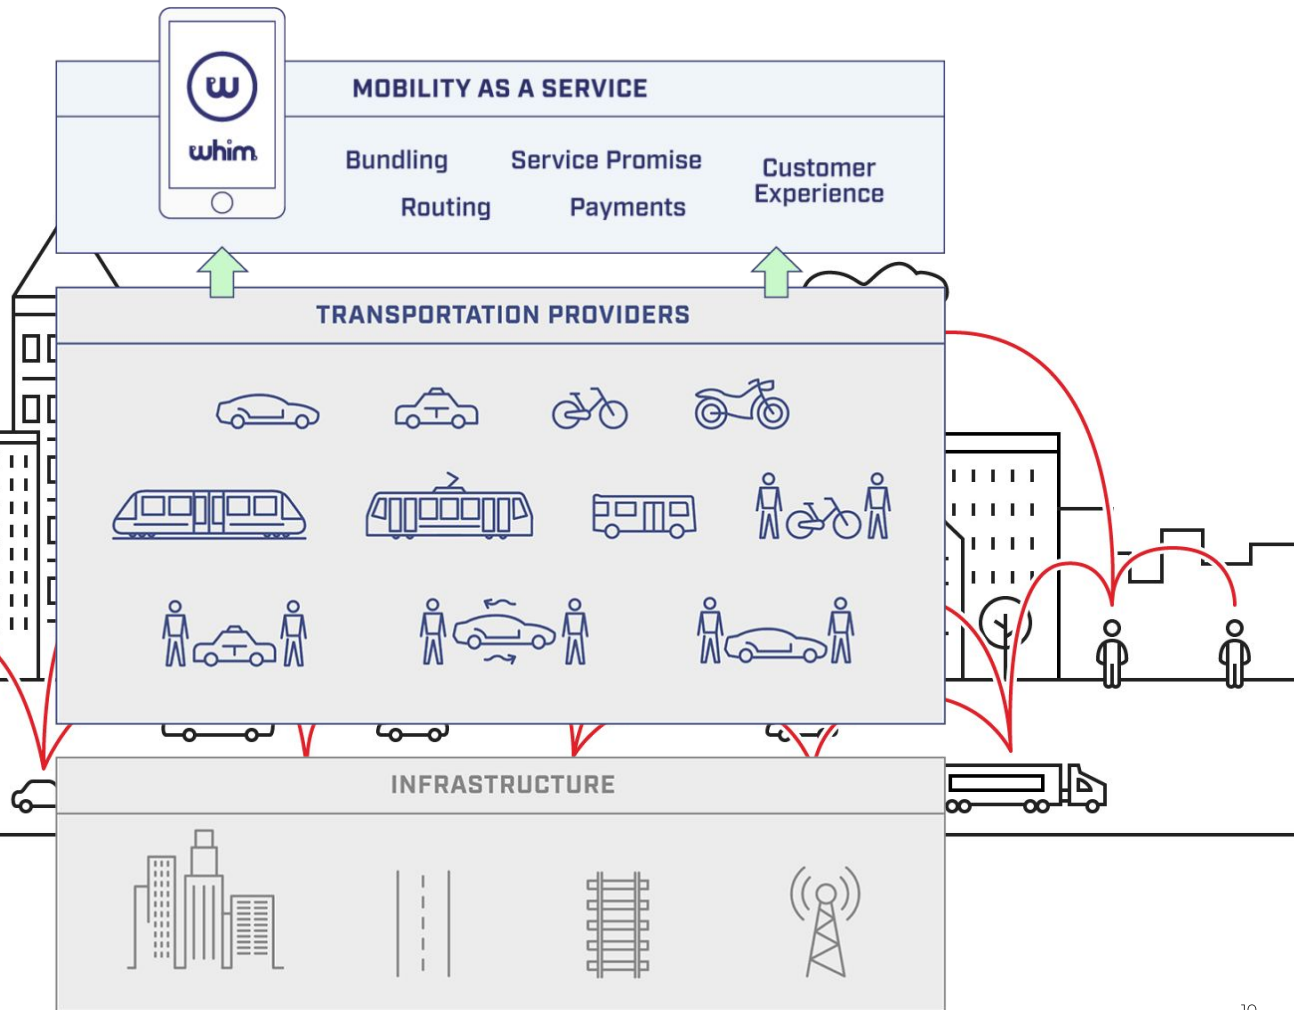 whim
MOBILITY AS A SERVICE
Bundling
Service Promise
Customer
Experience
Routing
Payments
TRANSPORTATION PROVIDERS
T
INFRASTRUCTURE